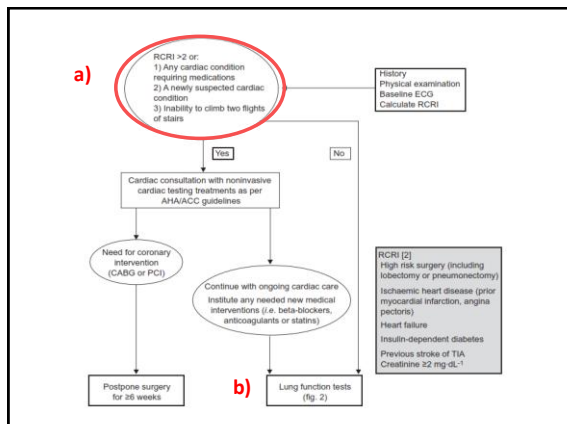 a)
RCRI >2 or:
1) Any cardiac condition
requiring medications
2) A newly suspected cardiac
condition
3) Inability to climb two flights
of stairs
History
Physical examination
Baseline ECG
Calculate RCRI
Yes
No
Cardiac consultation with noninvasive
cardiac testing treatments as per
AHA/ACC guidelines
Need for coronary
intervention
(CABG or PCI)
Continue with ongoing cardiac care
Institute any needed new medical
interventions (i.e. beta-blockers,
anticoagulants or statins)
RCRI [2]
High risk surgery (including
lobectomy or pneumonectomy)
Ischaemic heart disease (prior
myocardial infarction, angina
pectoris)
Heart failure
Insulin-dependent diabetes
Previous stroke of TIA
Creatinine ≥2 mg·dL⁻¹
Postpone surgery
for ≥6 weeks
b)
Lung function tests
(fig. 2)